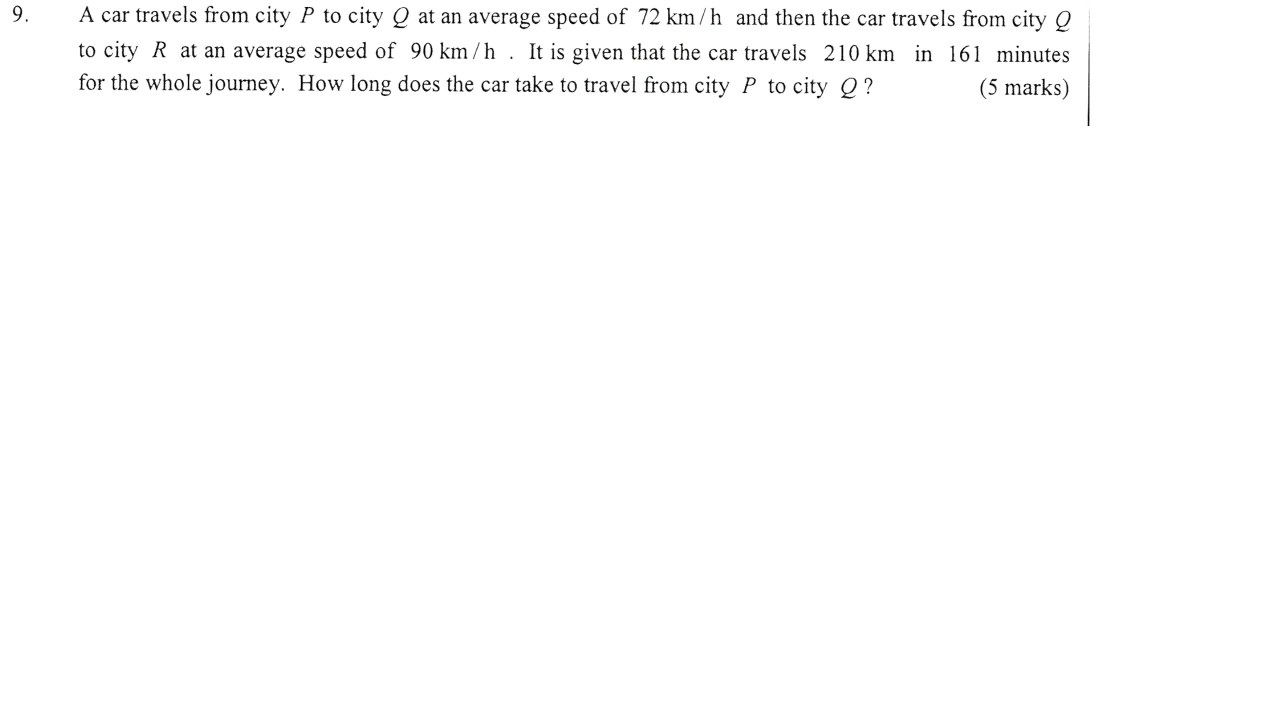 9. A car travels from city P to city Q at an average speed of 72 km/h and then the car travels from city Q
to city R at an average speed of 90 km/h . It is given that the car travels 210 km in 161 minutes
for the whole journey. How long does the car take to travel from city P to city Q? (5 marks)